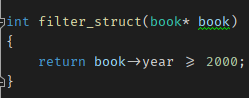 int filter_struct(book* book)
{
    return book->year >= 2000;
}